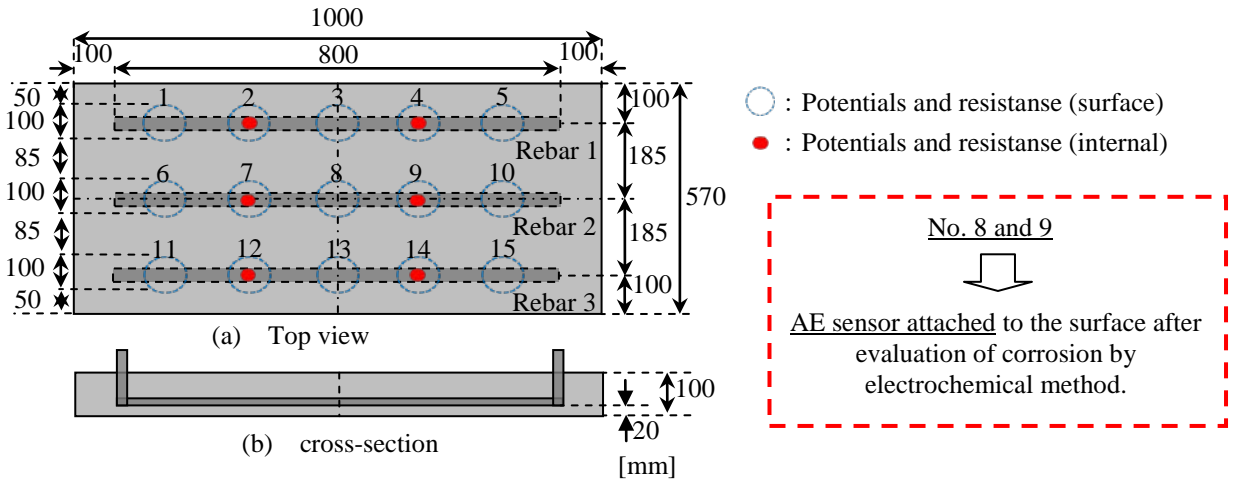 1000
100
800
100
50
100
85
100
85
100
50
1 2 3 4 5
Rebar 1
6 7 8 9 10
Rebar 2
11 12 13 14 15
Rebar 3
100
185
185
100
570
(a) Top view
100
20
(b) cross-section
[mm]
: Potentials and resistanse (surface)
: Potentials and resistanse (internal)
No. 8 and 9
AE sensor attached to the surface after
evaluation of corrosion by
electrochemical method.